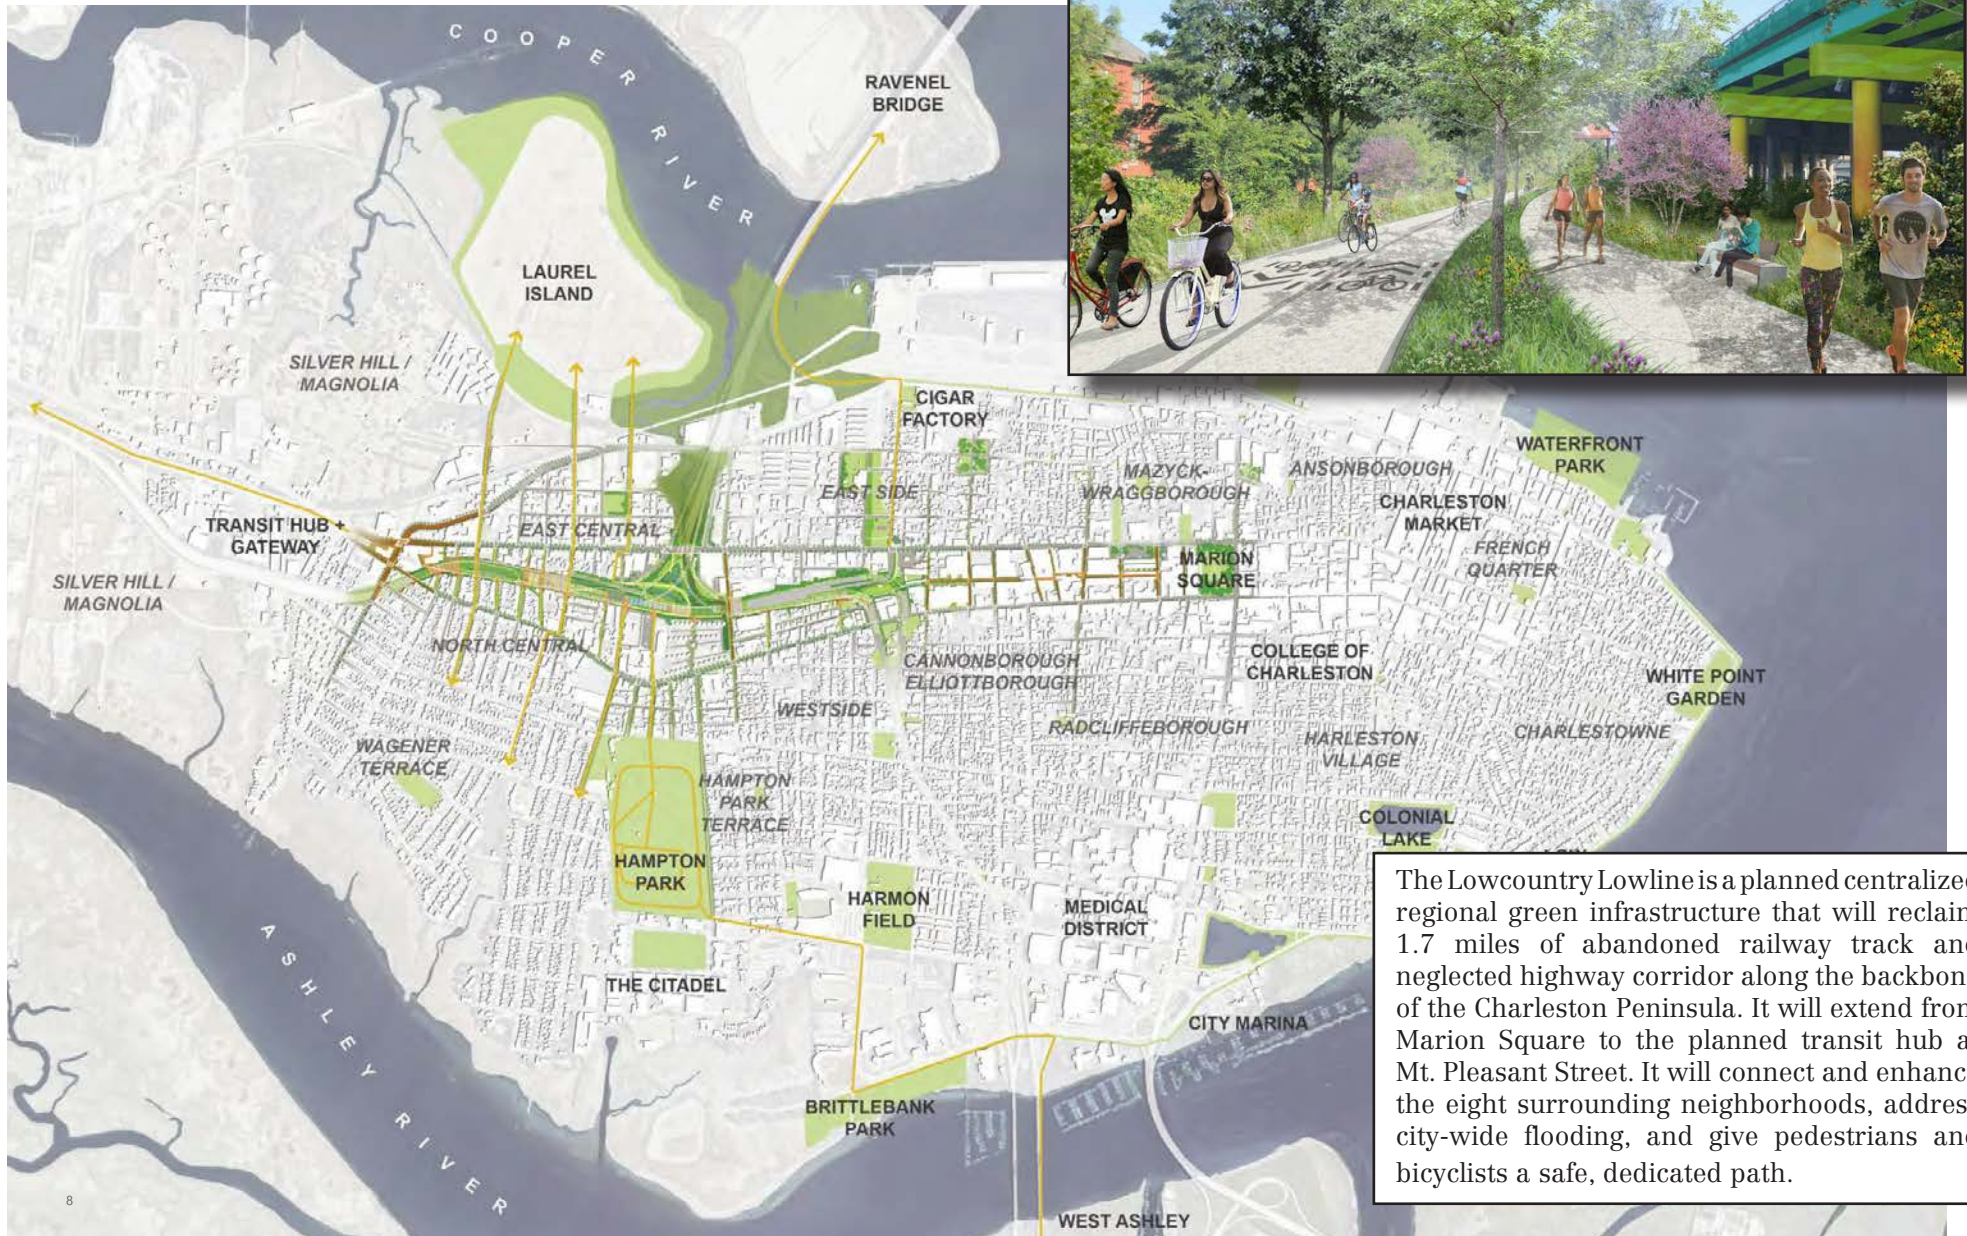 COOPER RIVER
RAVENEL
BRIDGE
LAUREL
ISLAND
SILVER HILL /
MAGNOLIA
CIGAR
FACTORY
WATERFRONT
PARK
MAZYCK-
WRAGGBOROUGH
ANSONBOROUGH
EAST SIDE
CHARLESTON
MARKET
TRANSIT HUB +
GATEWAY
EAST CENTRAL
FRENCH
QUARTER
MARION
SQUARE
SILVER HILL /
MAGNOLIA
NORTH CENTRAL
CANNONBOROUGH
ELLIOTTBOROUGH
COLLEGE OF
CHARLESTON
WHITE POINT
GARDEN
WESTSIDE
RADCLIFFEBOROUGH
HARLESTON
VILLAGE
CHARLESTOWNE
WAGENER
TERRACE
HAMPTON
PARK
TERRACE
COLONIAL
LAKE
HAMPTON
PARK
HARMON
FIELD
MEDICAL
DISTRICT
THE CITADEL
CITY MARINA
ASHLEY RIVER
BRITTLEBANK
PARK
WEST ASHLEY
The Lowcountry Lowline is a planned centralized
regional green infrastructure that will reclaim
1.7 miles of abandoned railway track and
neglected highway corridor along the backbon
of the Charleston Peninsula. It will extend from
Marion Square to the planned transit hub a
Mt. Pleasant Street. It will connect and enhanc
the eight surrounding neighborhoods, addres
city-wide flooding, and give pedestrians and
bicyclists a safe, dedicated path.
8